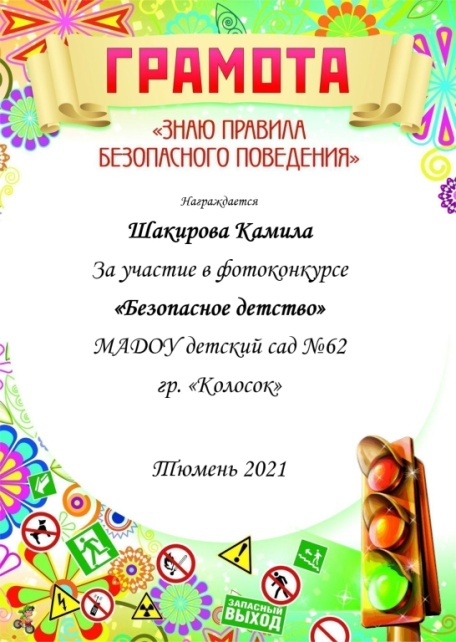 ГРАМОТА
«ЗНАЮ ПРАВИЛА
БЕЗОПАСНОГО ПОВЕДЕНИЯ»
Награждается
Шакирова Камила
За участие в фотоконкурсе
«Безопасное детство»
МАДОУ детский сад №62
гр. «Колосок»
Тюмень 2021
ЗАПАСНЫЙ
ВЫХОД